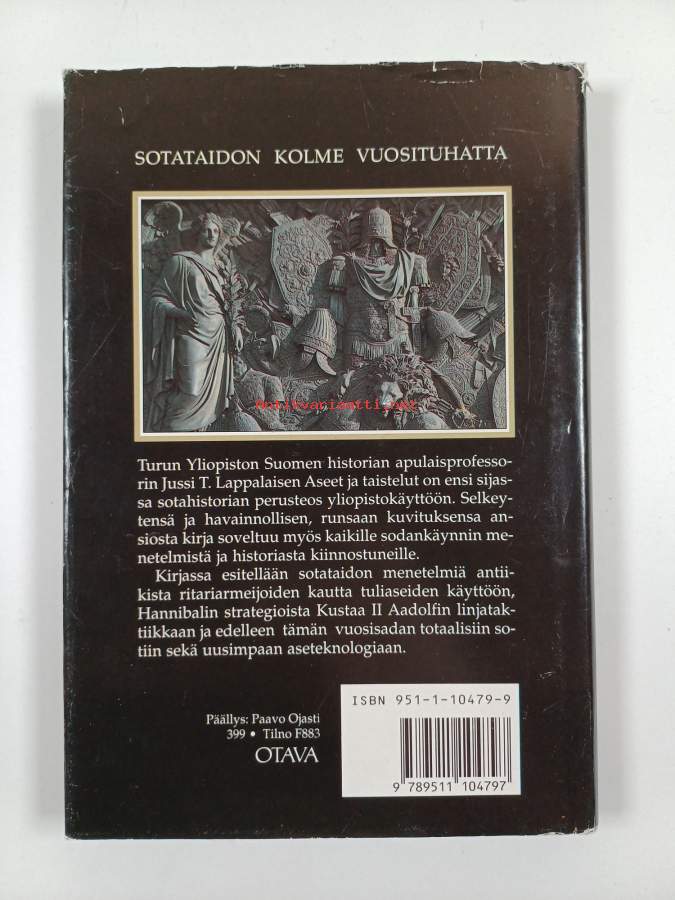 SOTATAIDON KOLME VUOSITUHATTA
Antikvariaatti.net
Turun Yliopiston Suomen historian apulaisprofesso-
rin Jussi T. Lappalaisen Aseet ja taistelut on ensi sijas-
sa sotahistorian perusteos yliopistokäyttöön. Selkey-
tensä ja havainnollisen, runsaan kuvituksensa an-
siosta kirja soveltuu myös kaikille sodankäynnin me-
netelmistä ja historiasta kiinnostuneille.
Kirjassa esitellään sotataidon menetelmiä antii-
kista ritariarmeijoiden kautta tuliaseiden käyttöön,
Hannibalin strategioista Kustaa II Aadolfin linjatak-
tiikkaan ja edelleen tämän vuosisadan totaalisiin so-
tiin sekä uusimpaan aseteknologiaan.
Päällys: Paavo Ojasti
399 • Tilno F883
OTAVA
ISBN 951-1-10479-9
9 789511 104797